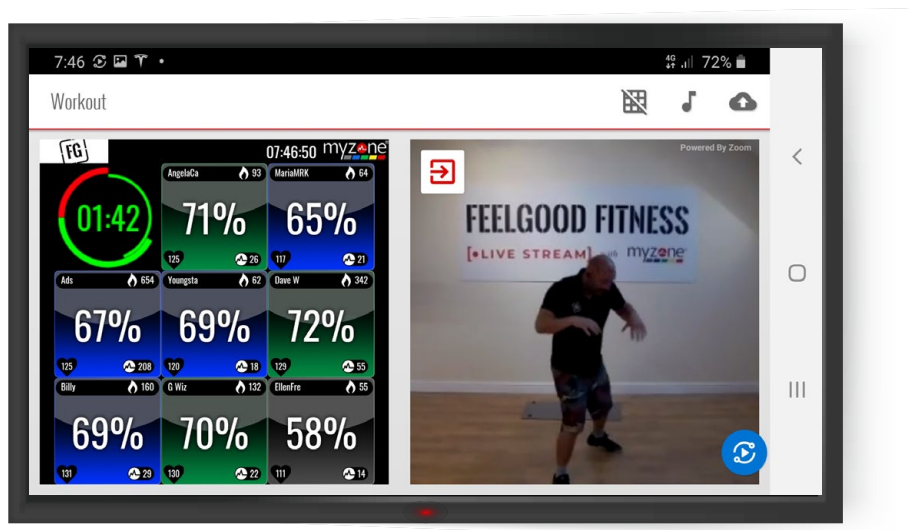 7:46
4G
72%
Workout
FG
07:46:50 myzone
01:42
AngelaCa 93
71%
125 26
MariaMRK 64
65%
117 21
Ads 654
67%
125 208
Youngsta 62
69%
120 18
Dave W 342
72%
129 55
Billy 160
69%
131 29
G Wiz 132
70%
130 22
EllenFre 55
58%
111 14
Powered By Zoom
FEELGOOD FITNESS
[•LIVE STREAM] myzone